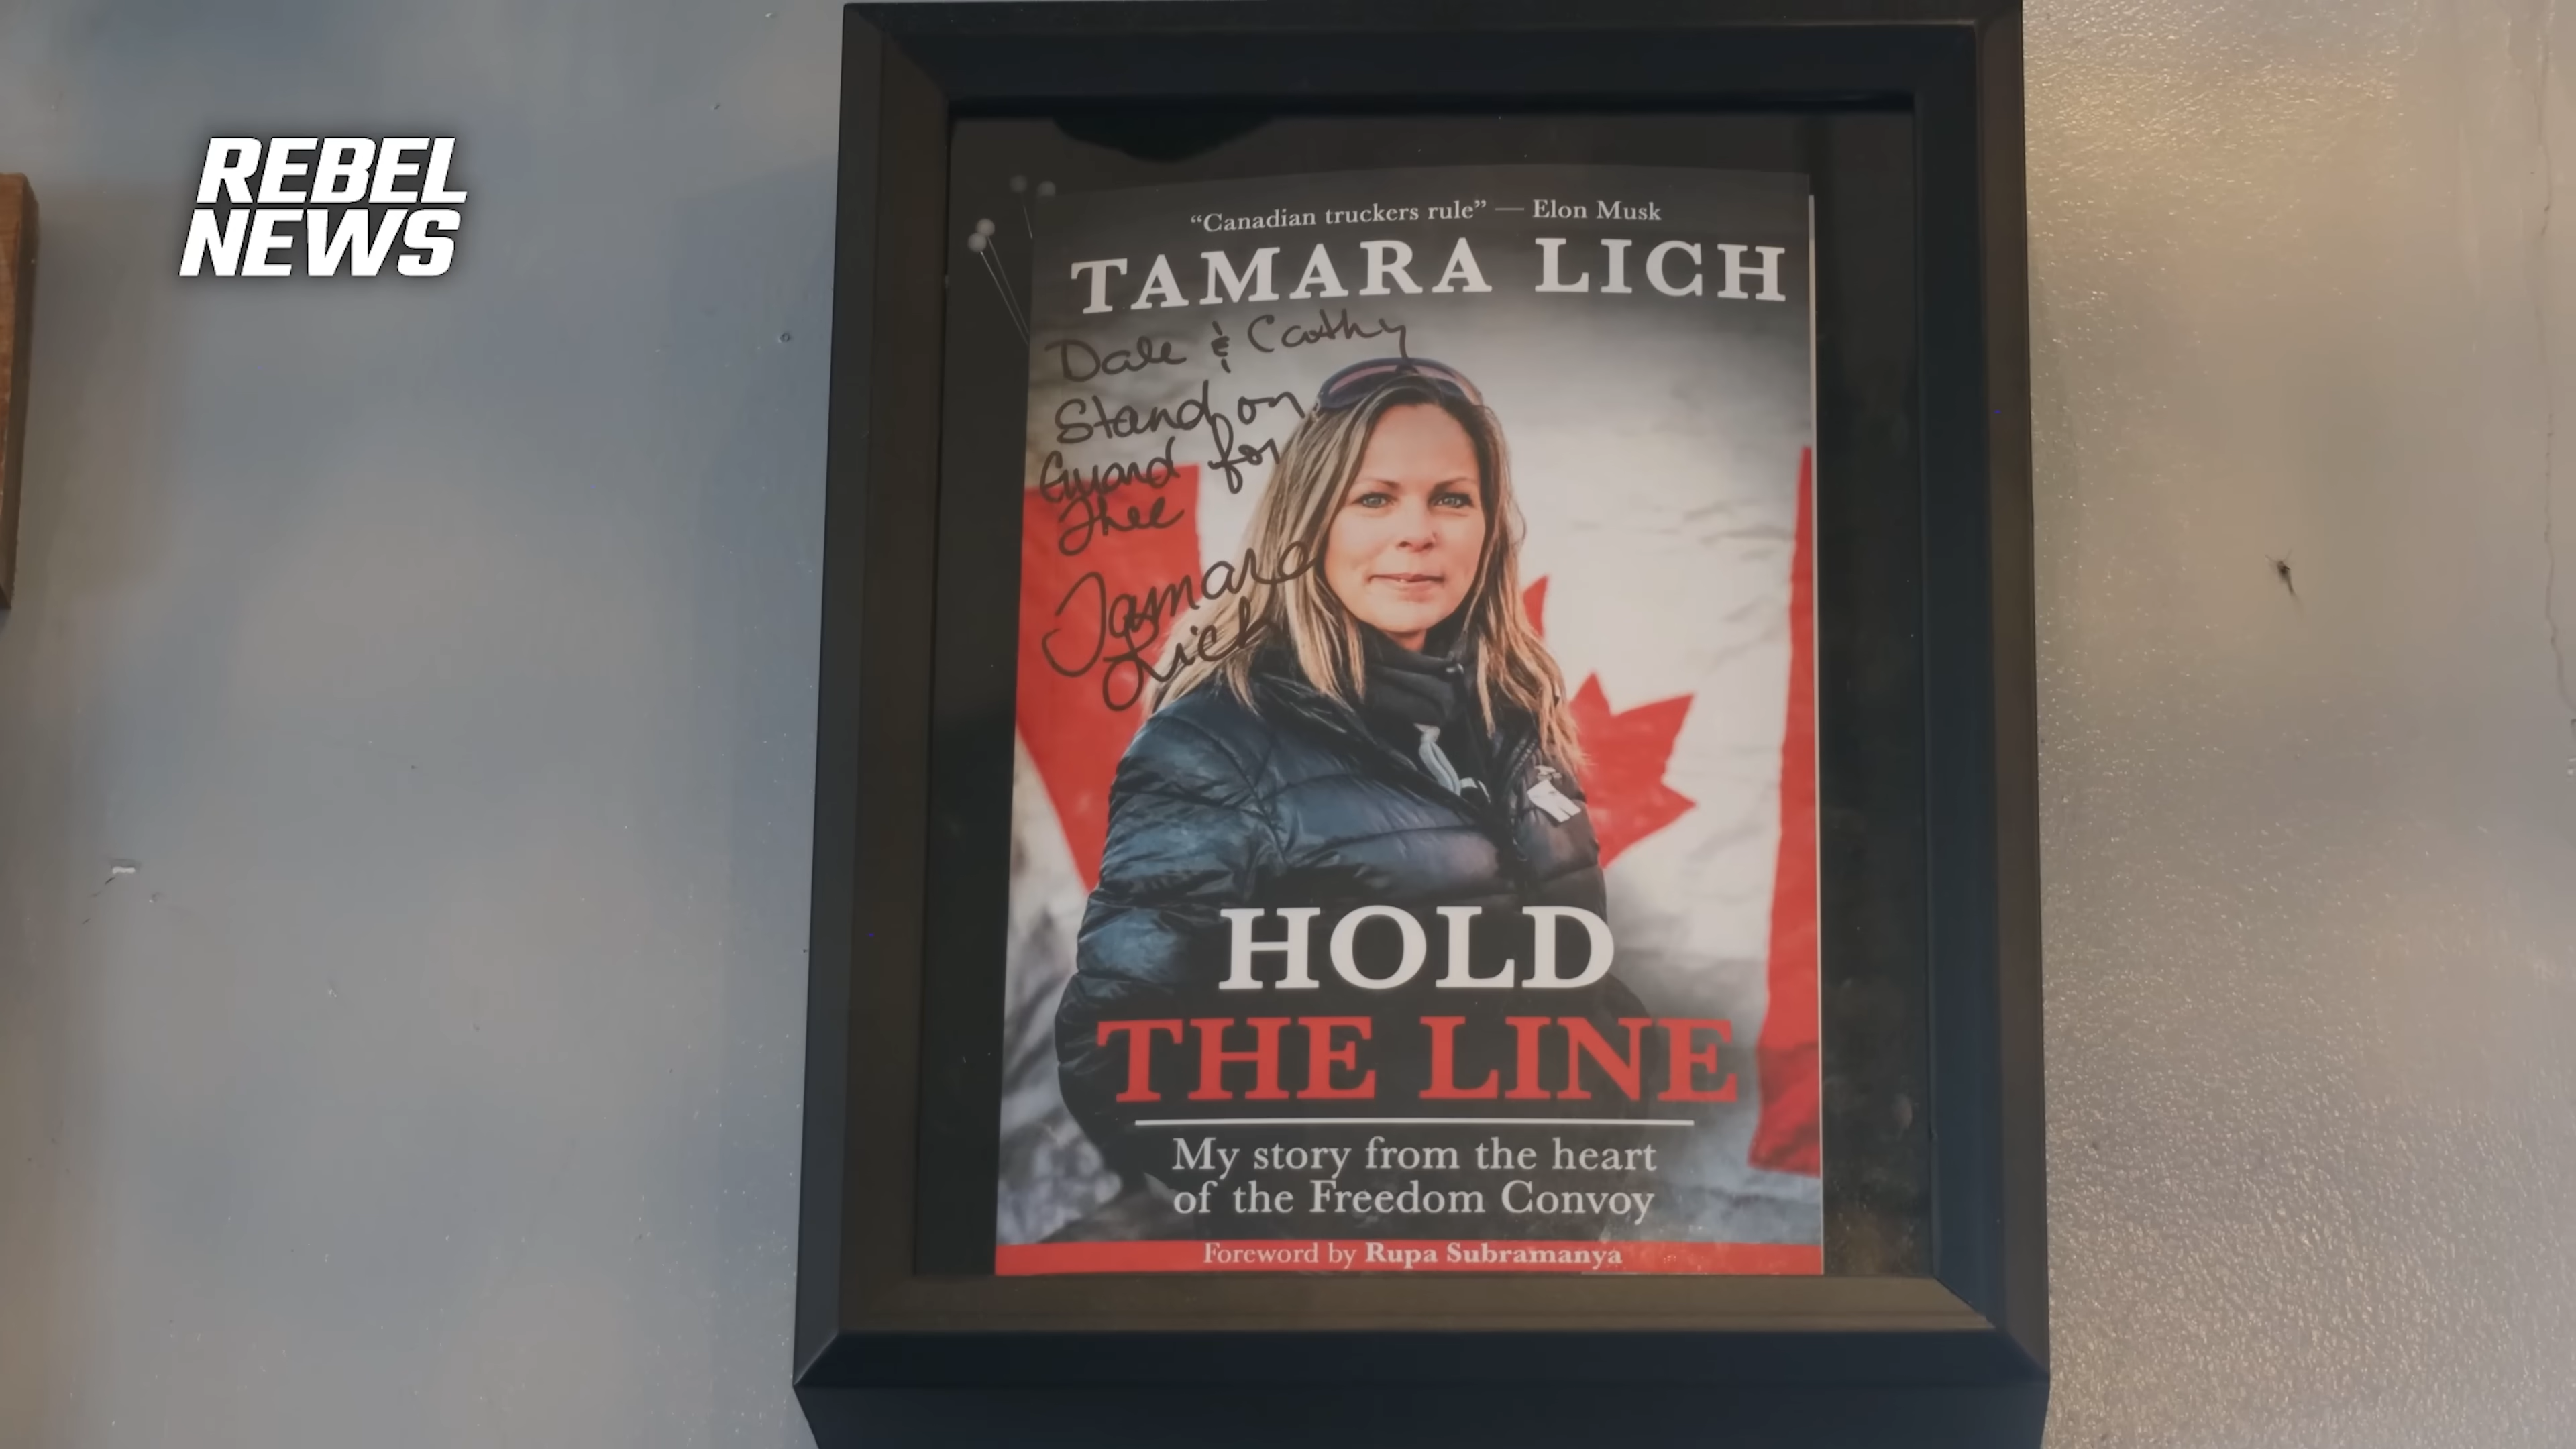 REBEL
NEWS
“Canadian truckers rule” — Elon Musk
TAMARA LICH
Dale & Cathy
Stand on
Guard for
Thee
Tamara
Lich
HOLD
THE LINE
My story from the heart
of the Freedom Convoy
Foreword by Rupa Subramanya